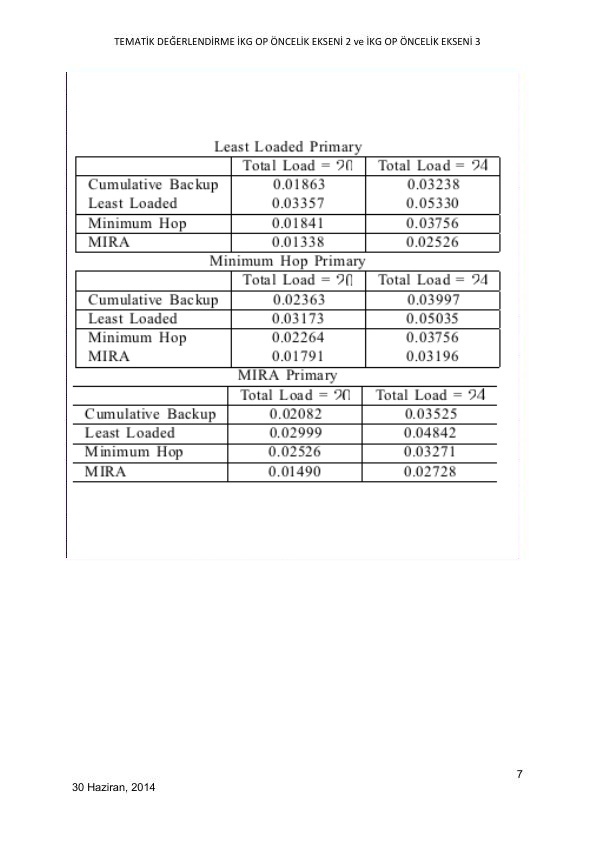 TEMATİK DEĞERLENDİRME İKG OP ÖNCELİK EKSENİ 2 ve İKG OP ÖNCELİK EKSENİ 3
Least Loaded Primary
Total Load = 20 Total Load = 24
Cumulative Backup 0.01863 0.03238
Least Loaded 0.03357 0.05330
Minimum Hop 0.01841 0.03756
MIRA 0.01338 0.02526
Minimum Hop Primary
Total Load = 20 Total Load = 24
Cumulative Backup 0.02363 0.03997
Least Loaded 0.03173 0.05035
Minimum Hop 0.02264 0.03756
MIRA 0.01791 0.03196
MIRA Primary
Total Load = 20 Total Load = 24
Cumulative Backup 0.02082 0.03525
Least Loaded 0.02999 0.04842
Minimum Hop 0.02526 0.03271
MIRA 0.01490 0.02728
7
30 Haziran, 2014